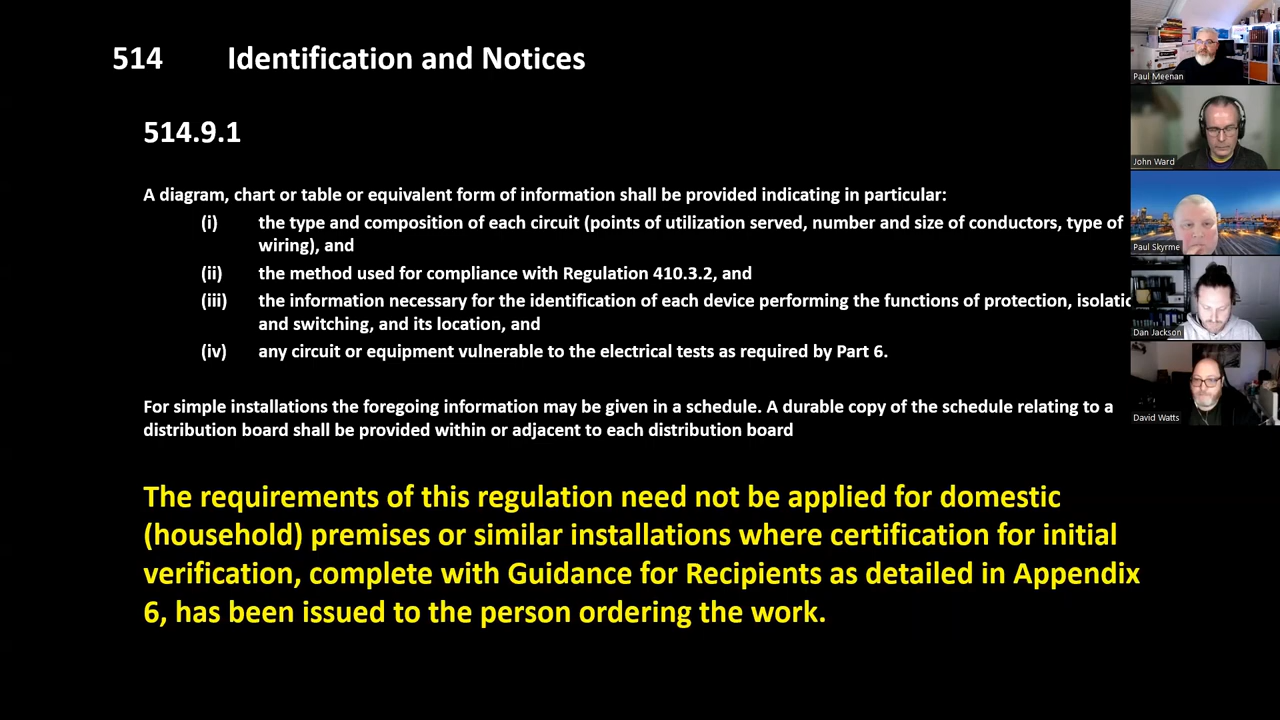 514 Identification and Notices
514.9.1
A diagram, chart or table or equivalent form of information shall be provided indicating in particular:
(i) the type and composition of each circuit (points of utilization served, number and size of conductors, type of
wiring), and
(ii) the method used for compliance with Regulation 410.3.2, and
(iii) the information necessary for the identification of each device performing the functions of protection, isolatic
and switching, and its location, and
(iv) any circuit or equipment vulnerable to the electrical tests as required by Part 6.
For simple installations the foregoing information may be given in a schedule. A durable copy of the schedule relating to a
distribution board shall be provided within or adjacent to each distribution board
The requirements of this regulation need not be applied for domestic
(household) premises or similar installations where certification for initial
verification, complete with Guidance for Recipients as detailed in Appendix
6, has been issued to the person ordering the work.
Paul Meenan
John Ward
Paul Skyrme
Dan Jackson
David Watts